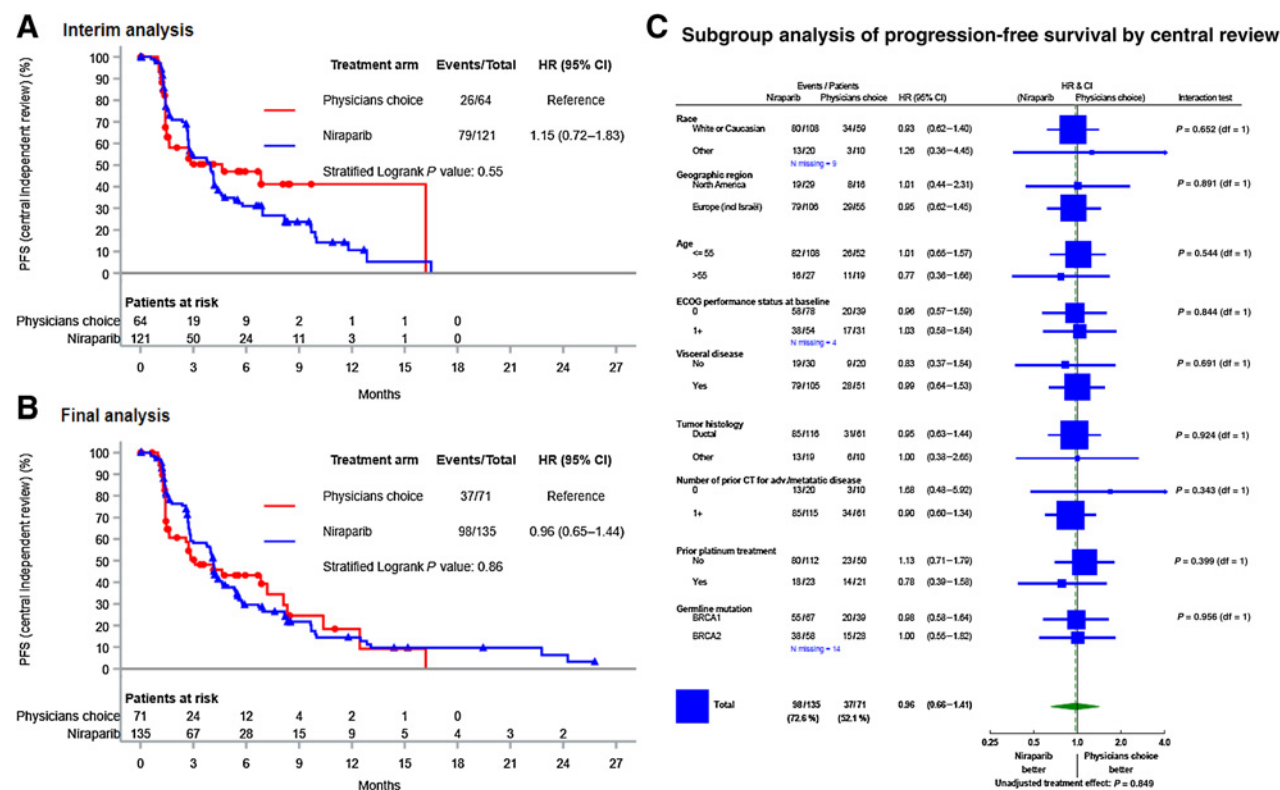 A Interim analysis
PFS (central independent review) (%)
100
90
80
70
60
50
40
30
20
10
0
Treatment arm Events/Total HR (95% CI)
Physicians choice 26/64 Reference
Niraparib 79/121 1.15 (0.72–1.83)
Stratified Logrank P value: 0.55
Patients at risk
Physicians choice 64 19 9 2 1 1 0
Niraparib 121 50 24 11 3 1 0
0 3 6 9 12 15 18 21 24 27
Months
B Final analysis
PFS (central Independent review) (%)
100
90
80
70
60
50
40
30
20
10
0
Treatment arm Events/Total HR (95% CI)
Physicians choice 37/71 Reference
Niraparib 98/135 0.96 (0.65–1.44)
Stratified Logrank P value: 0.86
Patients at risk
Physicians choice 71 24 12 4 2 1 0
Niraparib 135 67 28 15 9 5 4 3 2
0 3 6 9 12 15 18 21 24 27
Months
C Subgroup analysis of progression-free survival by central review
Events / Patients HR & CI
Niraparib Physicians choice HR (95% CI) (Niraparib Physicians choice) Interaction test
Race
White or Caucasian 80/108 34/59 0.93 (0.62–1.40) P = 0.652 (df = 1)
Other 13/20 3/10 1.26 (0.36–4.45)
N missing = 9
Geographic region
North America 19/29 8/16 1.01 (0.44–2.31) P = 0.891 (df = 1)
Europe (incl Israël) 79/106 29/55 0.95 (0.62–1.45)
Age
<= 55 82/108 26/52 1.01 (0.65–1.57) P = 0.544 (df = 1)
>55 16/27 11/19 0.77 (0.36–1.66)
ECOG performance status at baseline
0 58/78 20/39 0.96 (0.57–1.59) P = 0.844 (df = 1)
1+ 38/54 17/31 1.03 (0.58–1.84)
N missing = 4
Visceral disease
No 19/30 9/20 0.83 (0.37–1.84) P = 0.691 (df = 1)
Yes 79/105 28/51 0.99 (0.64–1.53)
Tumor histology
Ductal 85/116 31/61 0.95 (0.63–1.44) P = 0.924 (df = 1)
Other 13/19 6/10 1.00 (0.38–2.65)
Number of prior CT for adv./metatatic disease
0 13/20 3/10 1.68 (0.48–5.92) P = 0.343 (df = 1)
1+ 85/115 34/61 0.90 (0.60–1.34)
Prior platinum treatment
No 80/112 23/50 1.13 (0.71–1.79) P = 0.399 (df = 1)
Yes 18/23 14/21 0.78 (0.39–1.58)
Germline mutation
BRCA1 55/67 20/39 0.98 (0.58–1.64) P = 0.956 (df = 1)
BRCA2 38/58 15/28 1.00 (0.55–1.82)
N missing = 14
Total 98/135 37/71 0.96 (0.66–1.41)
(72.6 %) (52.1 %)
0.25 0.5 1.0 2.0 4.0
Niraparib Physicians choice
better better
Unadjusted treatment effect: P = 0.849